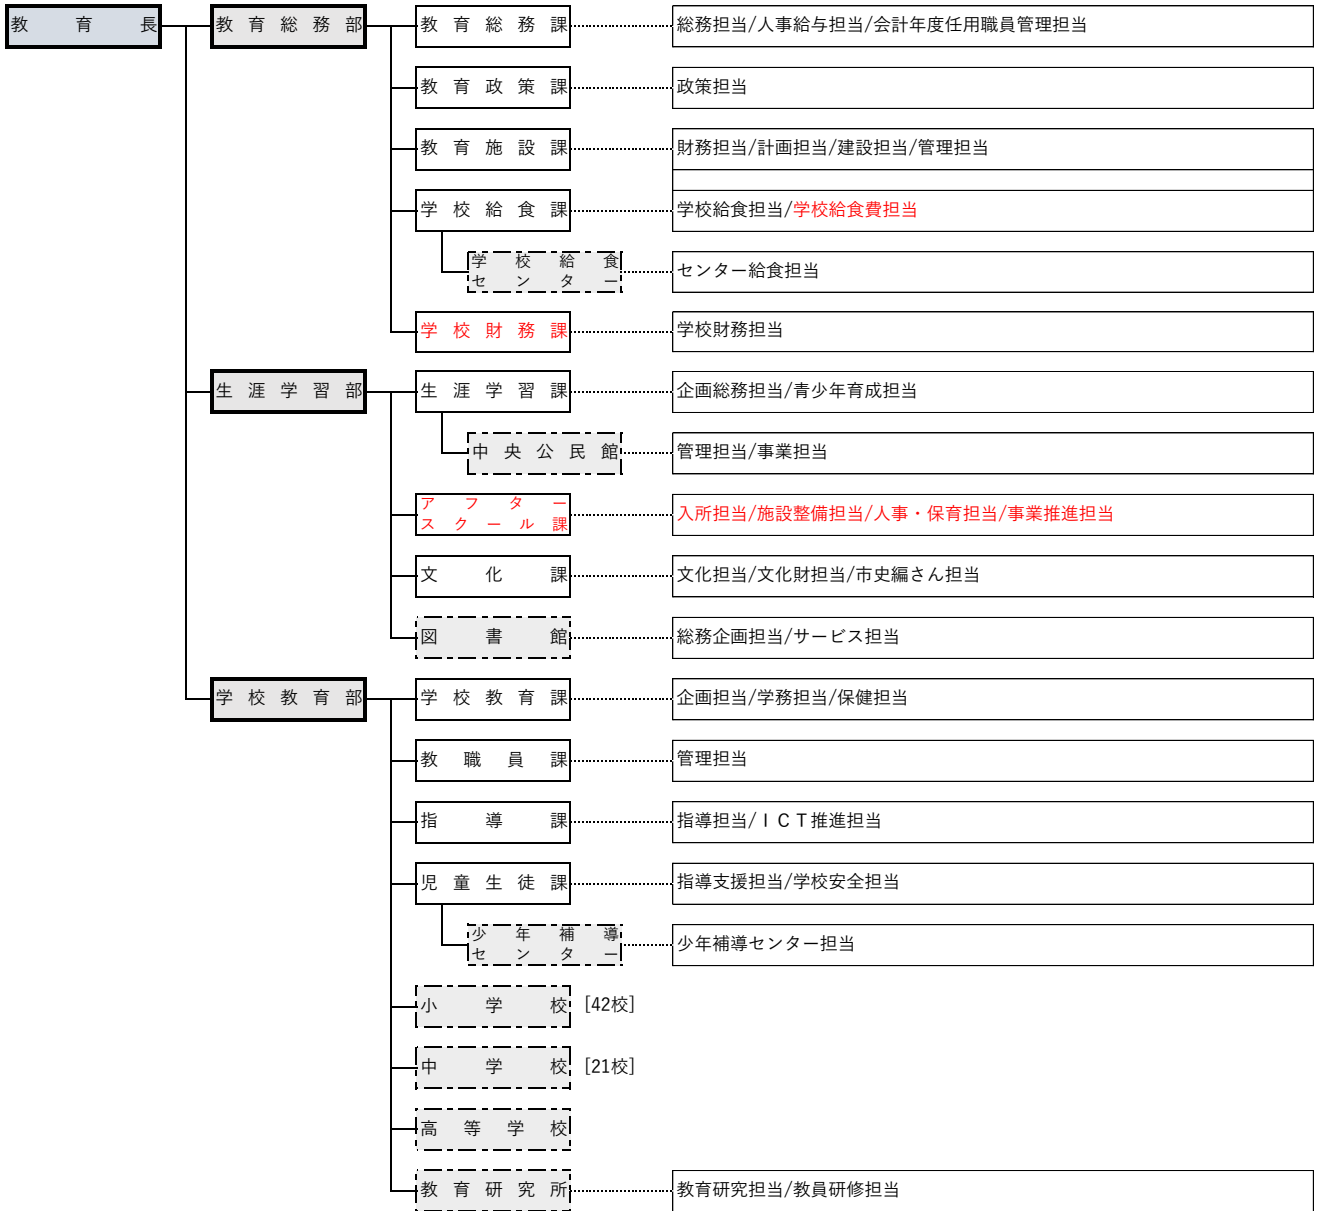 教育長
教育総務部
教育総務課
総務担当/人事給与担当/会計年度任用職員管理担当
教育政策課
政策担当
教育施設課
財務担当/計画担当/建設担当/管理担当
学校給食課
学校給食担当/学校給食費担当
学校給食
センター
センター給食担当
学校財務課
学校財務担当
生涯学習部
生涯学習課
企画総務担当/青少年育成担当
中央公民館
管理担当/事業担当
アフター
スクール課
入所担当/施設整備担当/人事・保育担当/事業推進担当
文化課
文化担当/文化財担当/市史編さん担当
図書館
総務企画担当/サービス担当
学校教育部
学校教育課
企画担当/学務担当/保健担当
教職員課
管理担当
指導課
指導担当/ＩＣＴ推進担当
児童生徒課
指導支援担当/学校安全担当
少年補導
センター
少年補導センター担当
小学校
[42校]
中学校
[21校]
高等学校
教育研究所
教育研究担当/教員研修担当